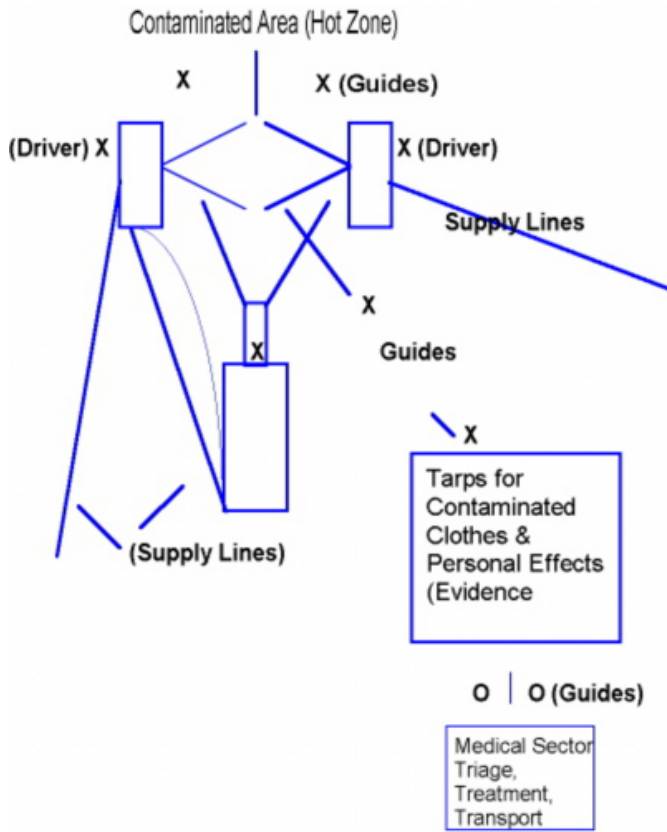 Contaminated Area (Hot Zone)
X
X (Guides)
(Driver) X
X (Driver)
Supply Lines
X
X
Guides
X
Tarps for
Contaminated
Clothes &
Personal Effects
(Evidence
(Supply Lines)
O
O (Guides)
Medical Sector
Triage,
Treatment,
Transport